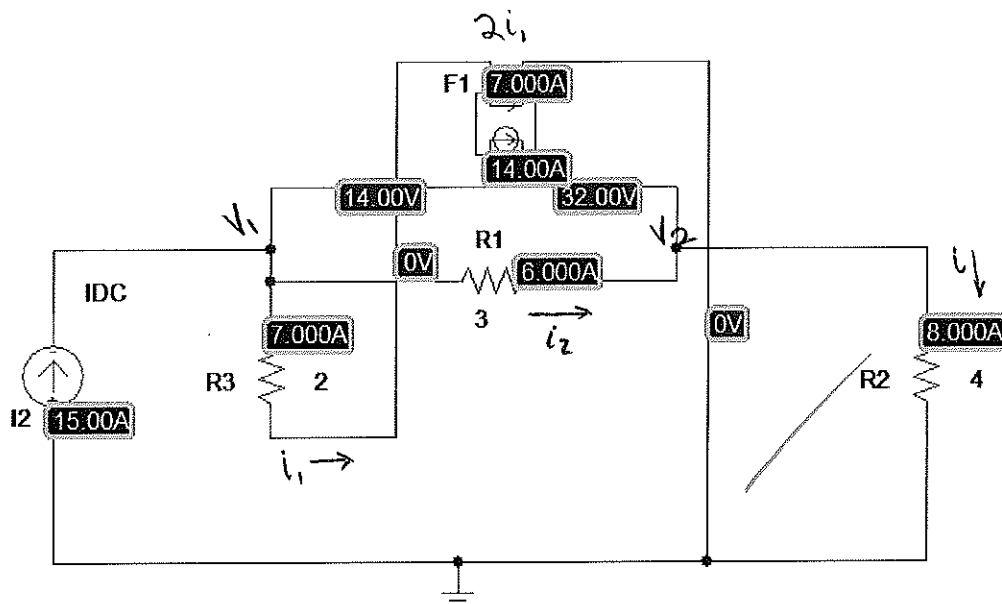 2i₁
F1
7.000A
14.00A
14.00V
32.00V
V₁
V₂
0V
R1
6.000A
3
i₂
IDC
7.000A
R3
2
I2
15.00A
i₁
0V
i
8.000A
R2
4